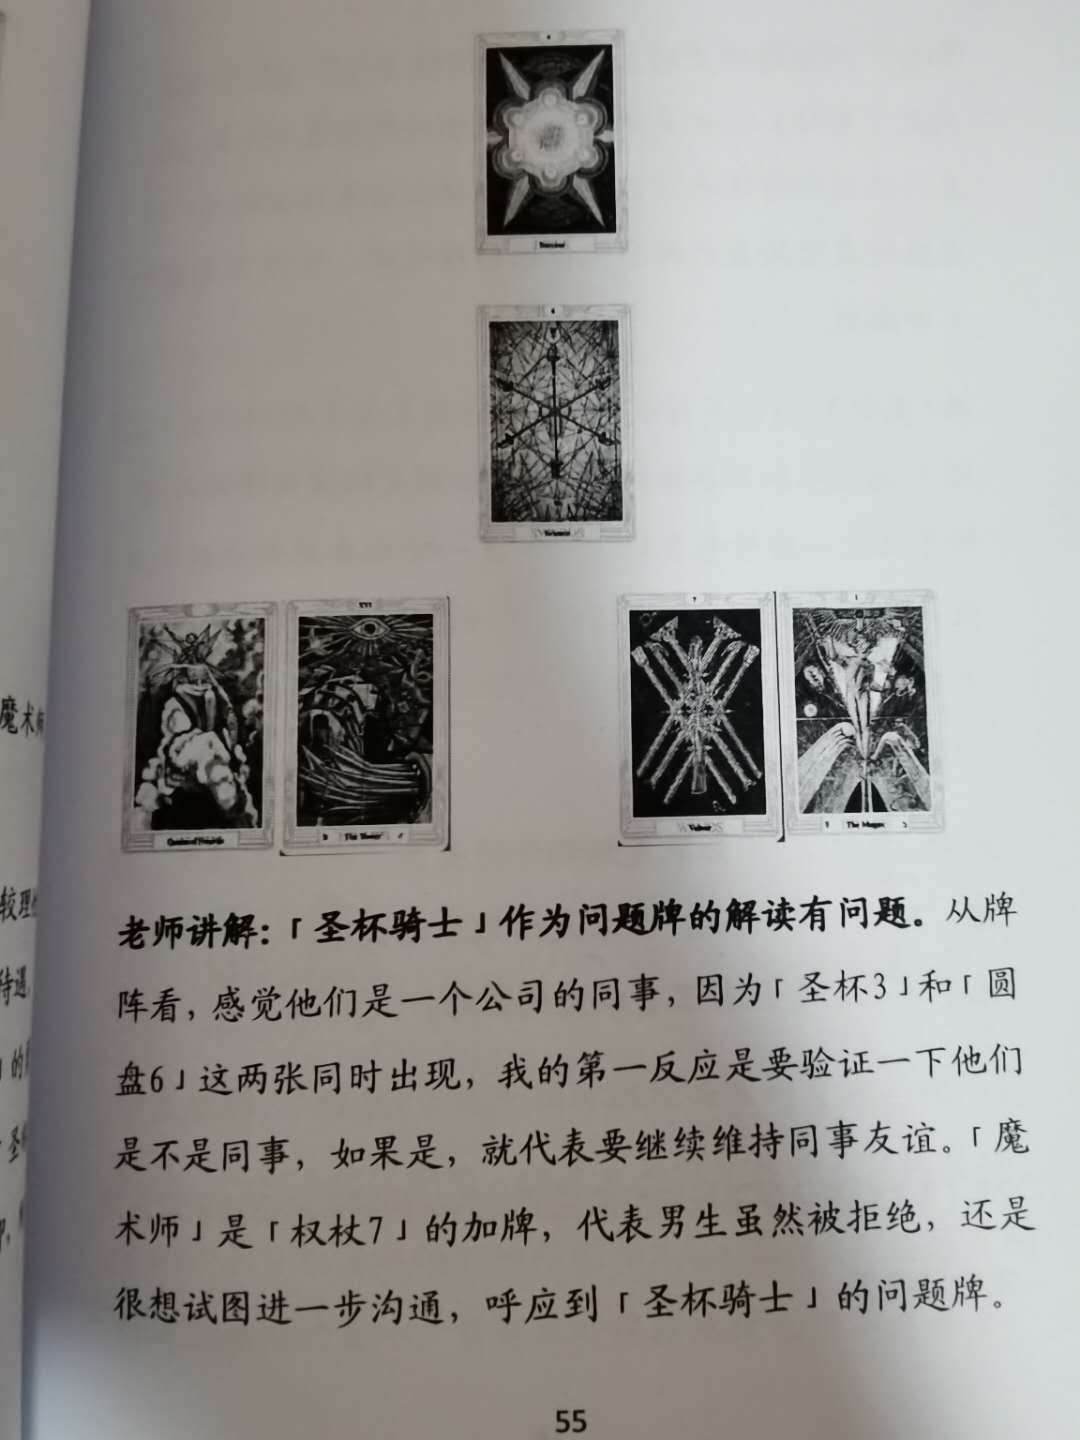 XVI
The Tower
7
1
The Magus
魔术师
较理
待遇
老师讲解:「圣杯骑士」作为问题牌的解读有问题。从牌
阵看,感觉他们是一个公司的同事,因为「圣杯3」和「圆
盘6」这两张同时出现,我的第一反应是要验证一下他们
是不是同事,如果是,就代表要继续维持同事友谊。「魔
术师」是「权杖7」的加牌,代表男生虽然被拒绝,还是
很想试图进一步沟通,呼应到「圣杯骑士」的问题牌。
55